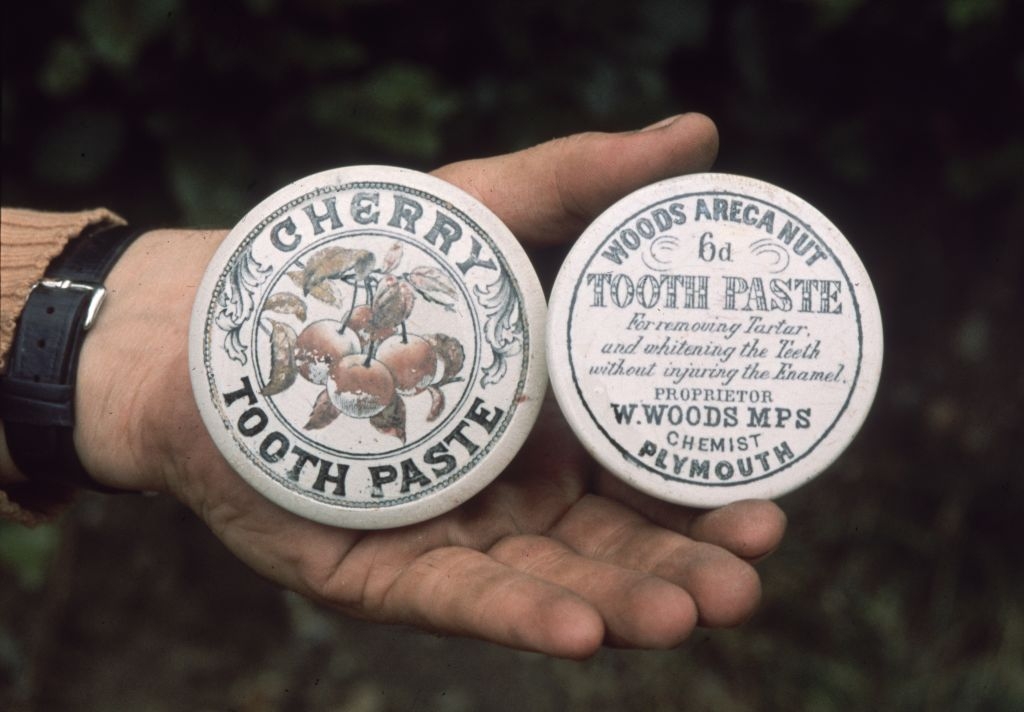 CHERRY
TOOTH PASTE
WOODS ARECA NUT
6d
TOOTH PASTE
For removing Tartar,
and whitening the Teeth
without injuring the Enamel.
PROPRIETOR
W. WOODS MPS
CHEMIST
PLYMOUTH